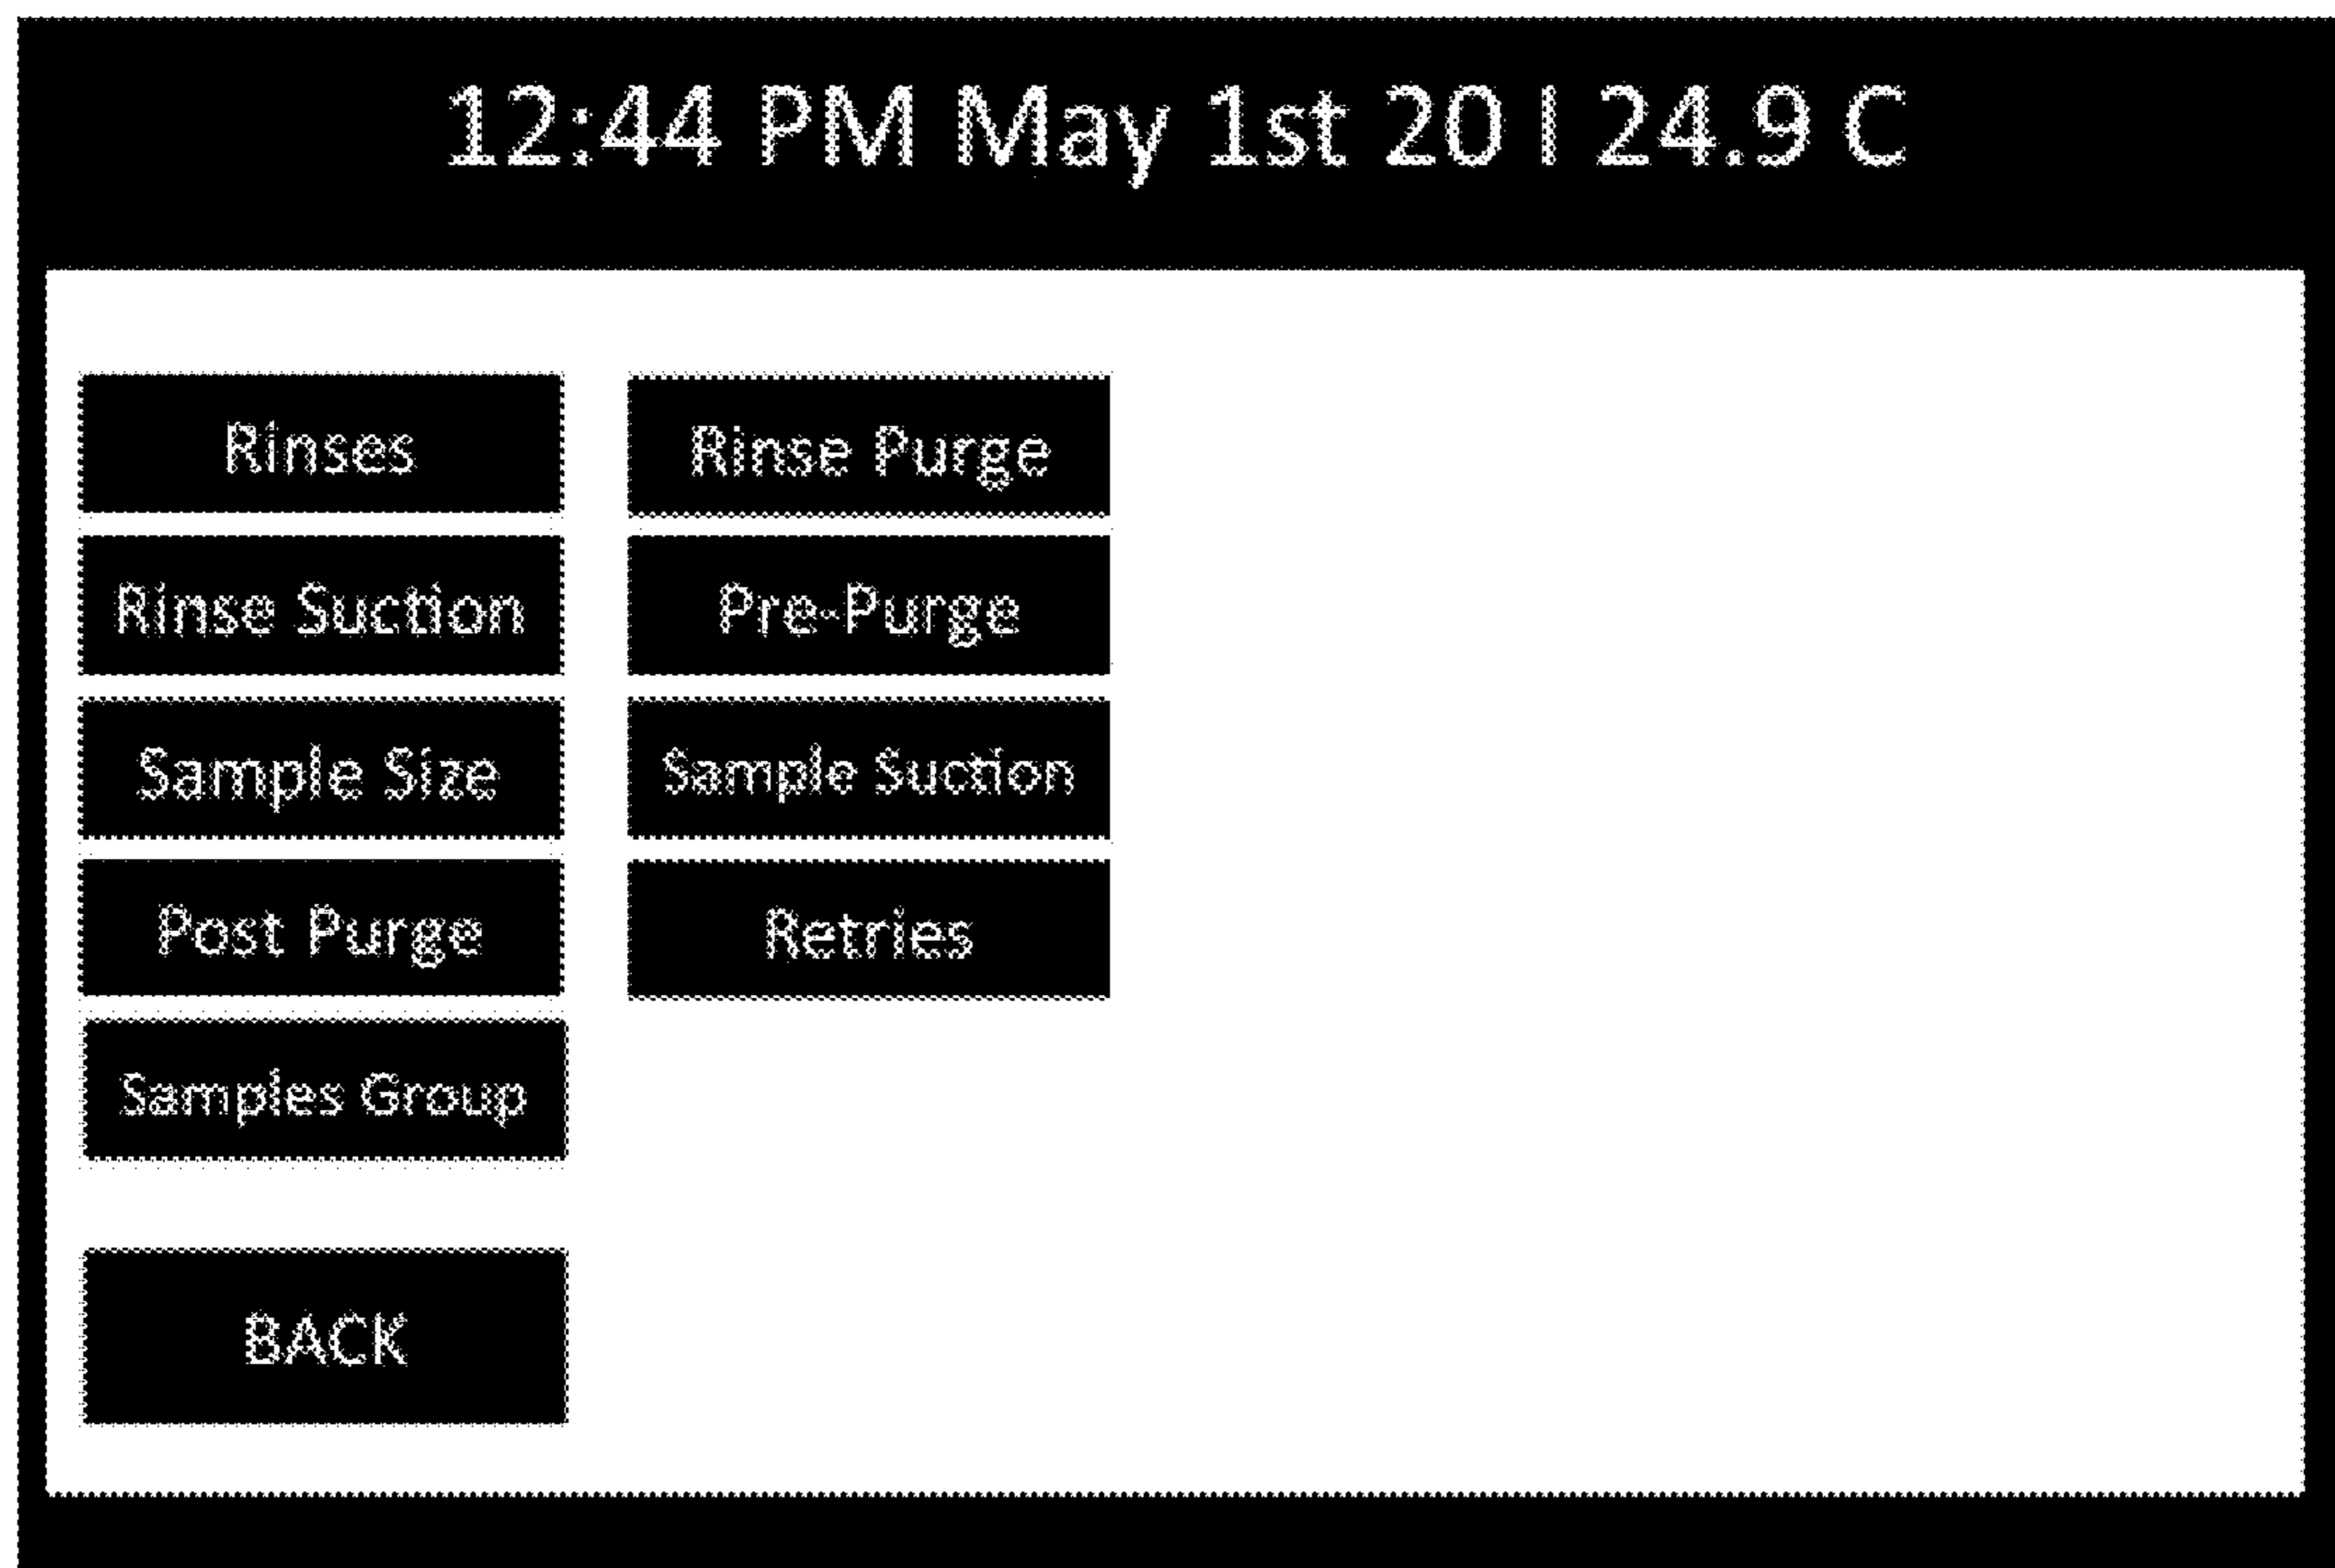 12:44 PM May 1st 20 | 24.9 C
Rinses
Rinse Purge
Rinse Suction
Pre-Purge
Sample Size
Sample Suction
Post Purge
Retries
Samples Group
BACK